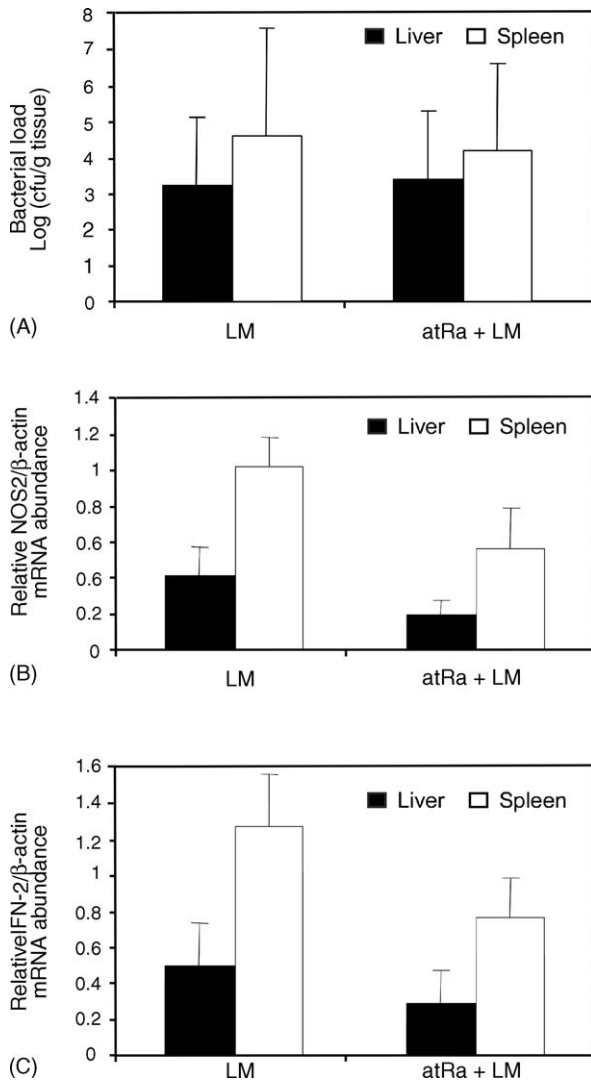 8
7
6
5
4
3
2
1
0
Bacterial load
Log (cfu/g tissue)
Liver Spleen
LM atRa + LM
(A)
1.4
1.2
1
0.8
0.6
0.6
0.2
0
Relative NOS2/β-actin
mRNA abundance
Liver Spleen
LM atRa + LM
(B)
1.6
1.4
1.2
1
0.8
0.6
0.4
0.2
0
RelativeIFN-2/β-actin
mRNA abundance
Liver Spleen
LM atRa + LM
(C)